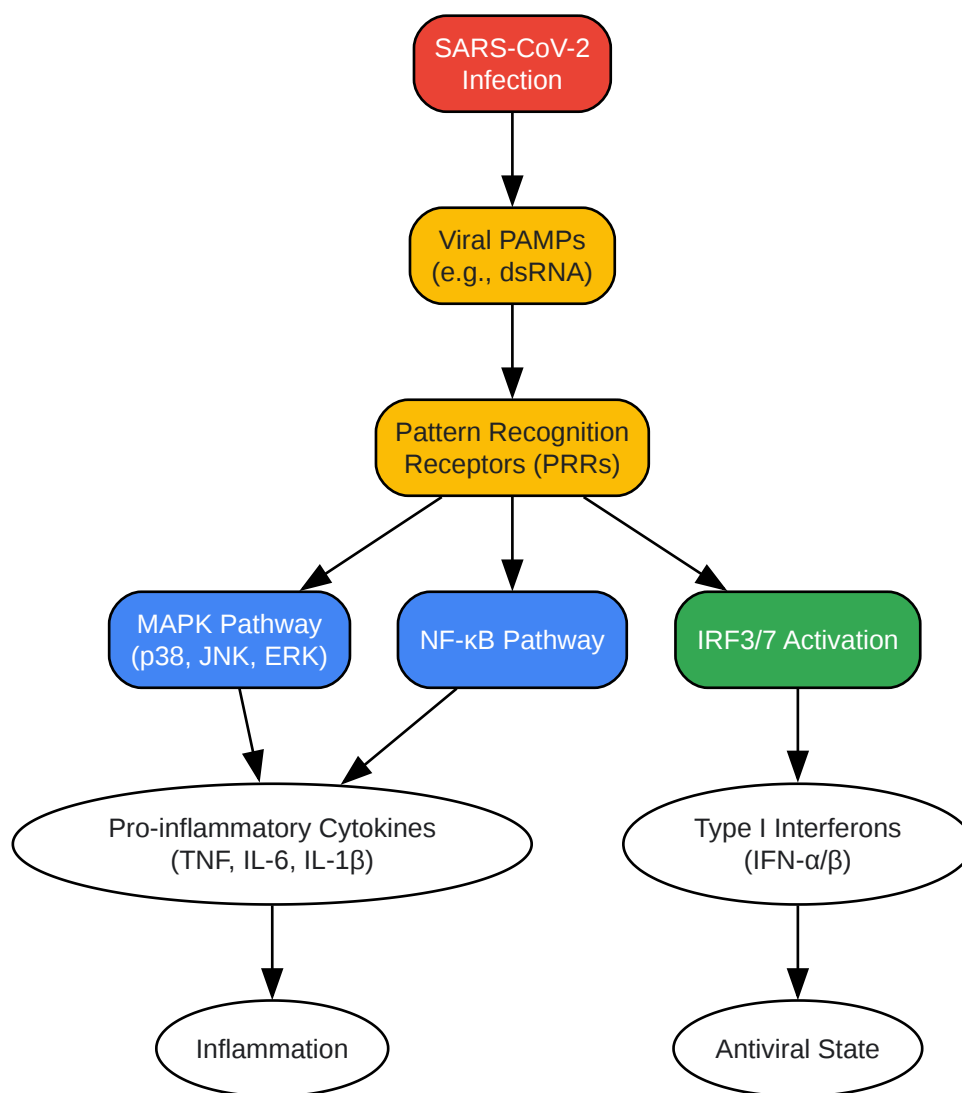 SARS-CoV-2
Infection
Viral PAMPs
(e.g., dsRNA)
Pattern Recognition
Receptors (PRRs)
MAPK Pathway
(p38, JNK, ERK)
NF-κB Pathway
IRF3/7 Activation
Pro-inflammatory Cytokines
(TNF, IL-6, IL-1β)
Type I Interferons
(IFN-α/β)
Inflammation
Antiviral State